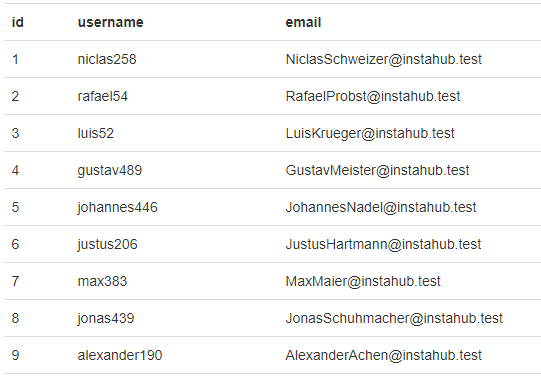 id username email
1 niclas258 NiclasSchweizer@instahub.test
2 rafael54 RafaelProbst@instahub.test
3 luis52 LuisKrueger@instahub.test
4 gustav489 GustavMeister@instahub.test
5 johannes446 JohannesNadel@instahub.test
6 justus206 JustusHartmann@instahub.test
7 max383 MaxMaier@instahub.test
8 jonas439 JonasSchuhmacher@instahub.test
9 alexander190 AlexanderAchen@instahub.test